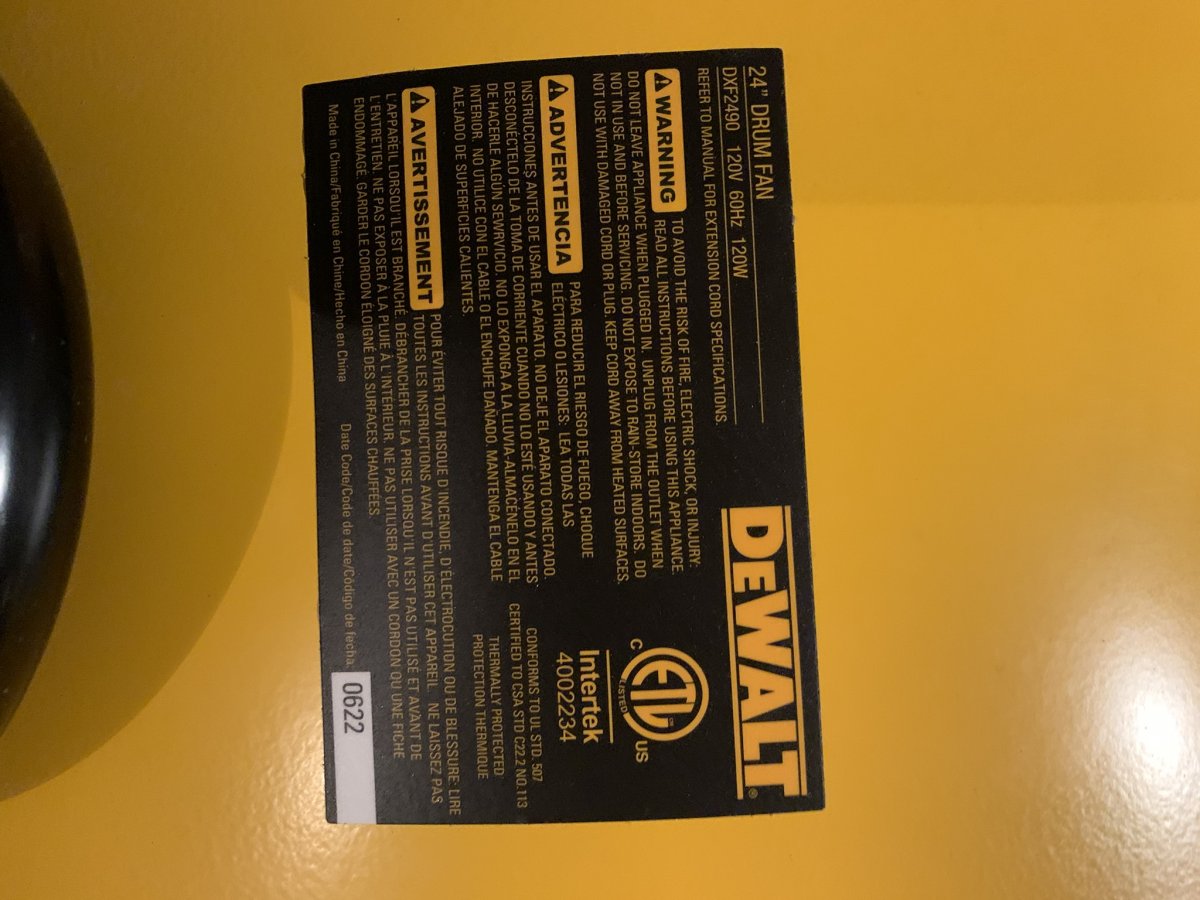 24” DRUM FAN
DXF2490 120V 60Hz 120W
REFER TO MANUAL FOR EXTENSION CORD SPECIFICATIONS.
DEWALT®
WARNING TO AVOID THE RISK OF FIRE, ELECTRIC SHOCK, OR INJURY:
READ ALL INSTRUCTIONS BEFORE USING THIS APPLIANCE.
DO NOT LEAVE APPLIANCE WHEN PLUGGED IN. UNPLUG FROM THE OUTLET WHEN
NOT IN USE AND BEFORE SERVICING. DO NOT EXPOSE TO RAIN-STORE INDOORS. DO
NOT USE WITH DAMAGED CORD OR PLUG. KEEP CORD AWAY FROM HEATED SURFACES.
ADVERTENCIA PARA REDUCIR EL RIESGO DE FUEGO, CHOQUE
ELÉCTRICO O LESIONES: LEA TODAS LAS
INSTRUCCIONES ANTES DE USAR EL APARATO. NO DEJE EL APARATO CONECTADO.
DESCONÉCTELO DE LA TOMA DE CORRIENTE CUANDO NO LO ESTÉ USANDO Y ANTES
DE HACERLE ALGÚN SEWRVICIO. NO LO EXPONGA A LA LLUVIA-ALMACÉNELO EN EL
INTERIOR. NO UTILICE CON EL CABLE O EL ENCHUFE DAÑADO. MANTENGA EL CABLE
ALEJADO DE SUPERFICIES CALIENTES.
AVERTISSEMENT POUR ÉVITER TOUT RISQUE D'INCENDIE, D'ÉLECTROCUTION OU DE BLESSURE: LIRE
TOUTES LES INSTRUCTIONS AVANT D'UTILISER CET APPAREIL. NE LAISSEZ PAS
L'APPAREIL LORSQU'IL EST BRANCHÉ. DÉBRANCHER DE LA PRISE LORSQU'IL N'EST PAS UTILISÉ ET AVANT DE
L'ENTRETIEN. NE PAS EXPOSER À LA PLUIE À L'INTÉRIEUR. NE PAS UTILISER AVEC UN CORDON QU UNE FICHE
ENDOMMAGÉ. GARDER LE CORDON ÉLOIGNÉ DES SURFACES CHAUFFÉES.
C ETL US
LISTED
Intertek
4002234
CONFORMS TO UL STD. 507
CERTIFIED TO CSA STD C22.2 NO.113
THERMALLY PROTECTED
PROTECTION THERMIQUE
Made in China/Fabriqué en Chine/Hecho en China
Date Code/Code de date/Código de fecha: 0622